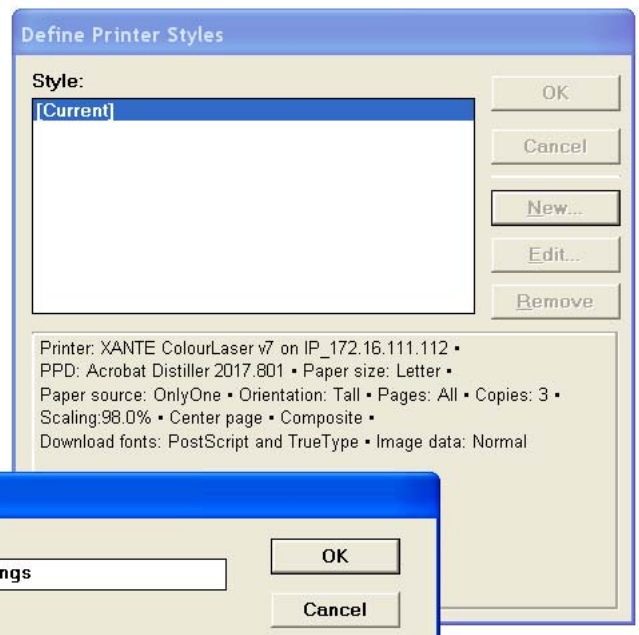 Define Printer Styles
Style:
[Current]
OK
Cancel
New...
Edit...
Remove
Printer: XANTE ColourLaser v7 on IP_172.16.111.112 ▪
PPD: Acrobat Distiller 2017.801 ▪ Paper size: Letter ▪
Paper source: OnlyOne ▪ Orientation: Tall ▪ Pages: All ▪ Copies: 3 ▪
Scaling:98.0% ▪ Center page ▪ Composite ▪
Download fonts: PostScript and TrueType ▪ Image data: Normal
ngs
OK
Cancel